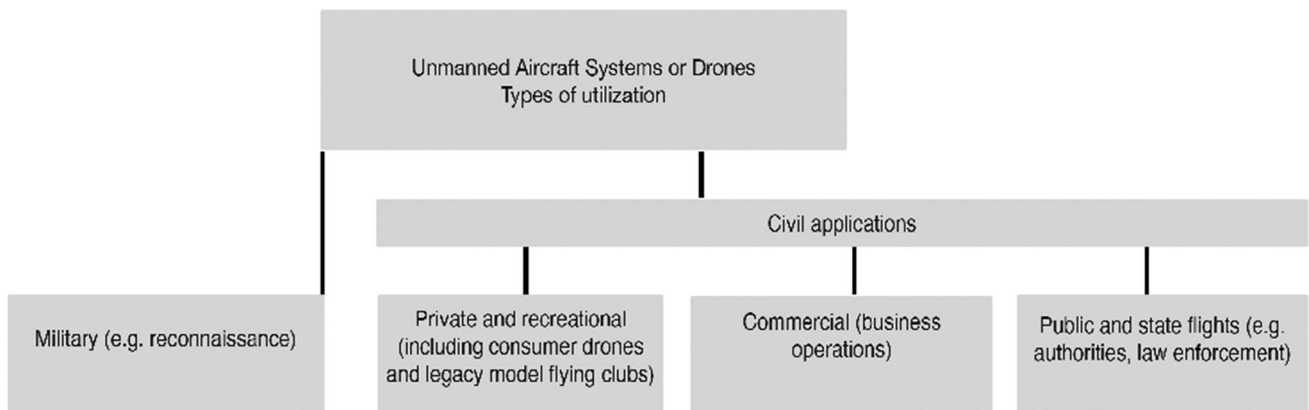 Unmanned Aircraft Systems or Drones
Types of utilization
Civil applications
Military (e.g. reconnaissance)
Private and recreational
(including consumer drones
and legacy model flying clubs)
Commercial (business
operations)
Public and state flights (e.g.
authorities, law enforcement)